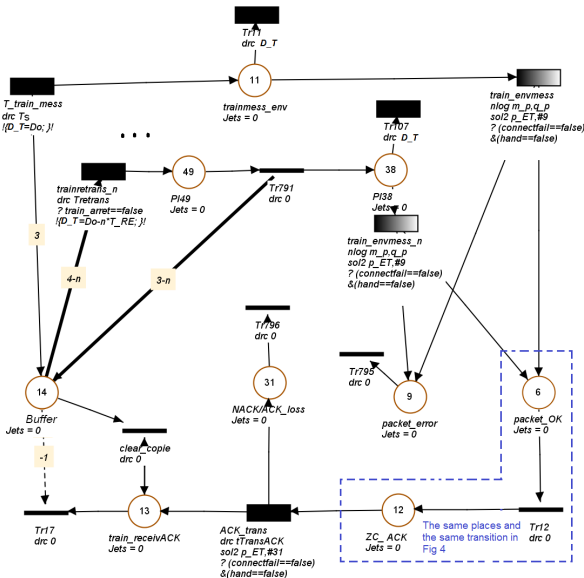 Tr11
drc D_T
T_train_mess
drc Ts
!{D_T=Do; }!
11
trainmess_env
Jets = 0
train_envmess
nlog m_p,q_p
sol2 p_ET,#9
? (connectfail==false)
&(hand==false)
...
Tr107
drc D_T
trainretrans_n
drc Tretrans
? train_arret==false
!{D_T=Do-n*T_RE; }!
49
Pl49
Jets = 0
Tr791
drc 0
38
Pl38
Jets = 0
train_envmess_n
nlog m_p,q_p
sol2 p_ET,#9
? (connectfail==false)
&(hand==false)
3
4-n
3-n
Tr796
drc 0
Tr795
drc 0
14
Buffer
Jets = 0
31
NACK/ACK_loss
Jets = 0
9
packet_error
Jets = 0
6
packet_OK
Jets = 0
clear_copie
drc 0
-1
Tr17
drc 0
13
train_receivACK
Jets = 0
ACK_trans
drc tTransACK
sol2 p_ET,#31
? (connectfail==false)
&(hand==false)
12
ZC_ ACK
Jets = 0
Tr12
drc 0
The same places and
the same transition in
Fig 4